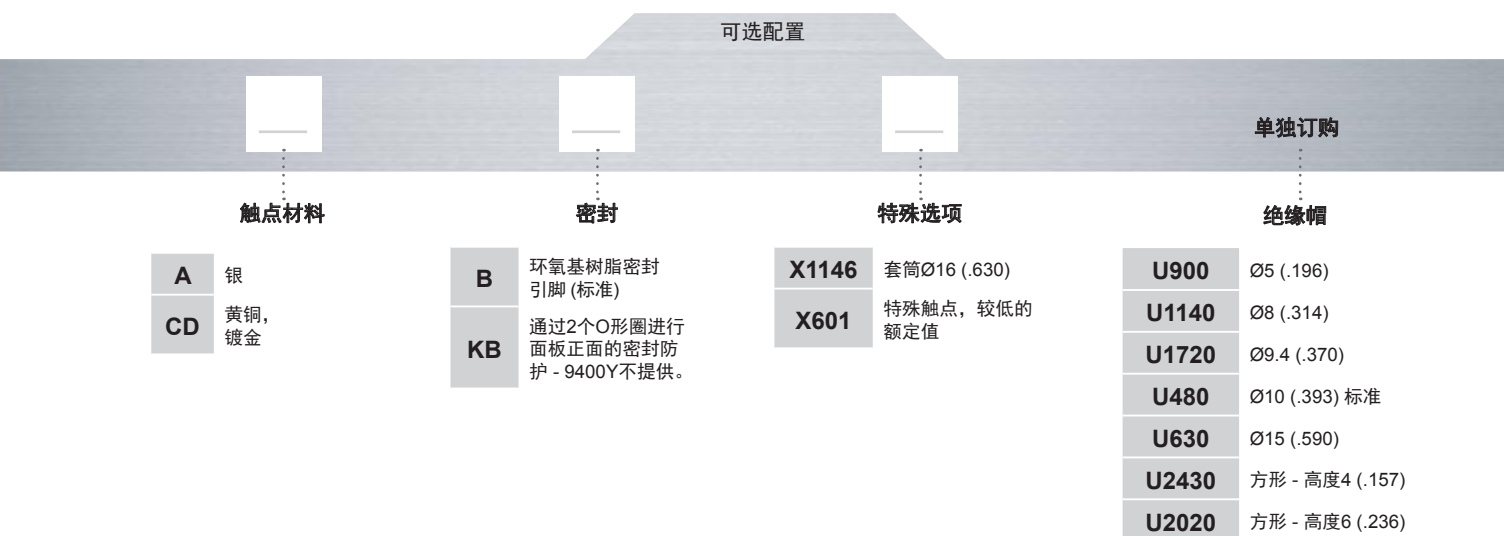 可选配置
单独订购
触点材料
A 银
CD 黄铜，
镀金
密封
B 环氧基树脂密封
引脚 (标准)
KB 通过2个O形圈进行
面板正面的密封防
护 - 9400Y不提供。
特殊选项
X1146 套筒Ø16 (.630)
X601 特殊触点，较低的
额定值
绝缘帽
U900 Ø5 (.196)
U1140 Ø8 (.314)
U1720 Ø9.4 (.370)
U480 Ø10 (.393) 标准
U630 Ø15 (.590)
U2430 方形 - 高度4 (.157)
U2020 方形 - 高度6 (.236)